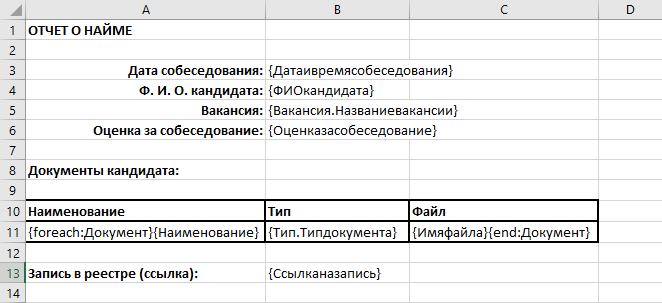 A B C D
1 ОТЧЕТ О НАЙМЕ
2
3 Дата собеседования: {Датаивремясобеседования}
4 Ф. И. О. кандидата: {ФИОкандидата}
5 Вакансия: {Вакансия.Названиевакансии}
6 Оценка за собеседование: {Оценказасобеседование}
7
8 Документы кандидата:
9
10 Наименование Тип Файл
11 {foreach:Документ}{Наименование} {Тип.Типдокумента} {Имяфайла}{end:Документ}
12
13 Запись в реестре (ссылка): {Ссылканазапись}
14